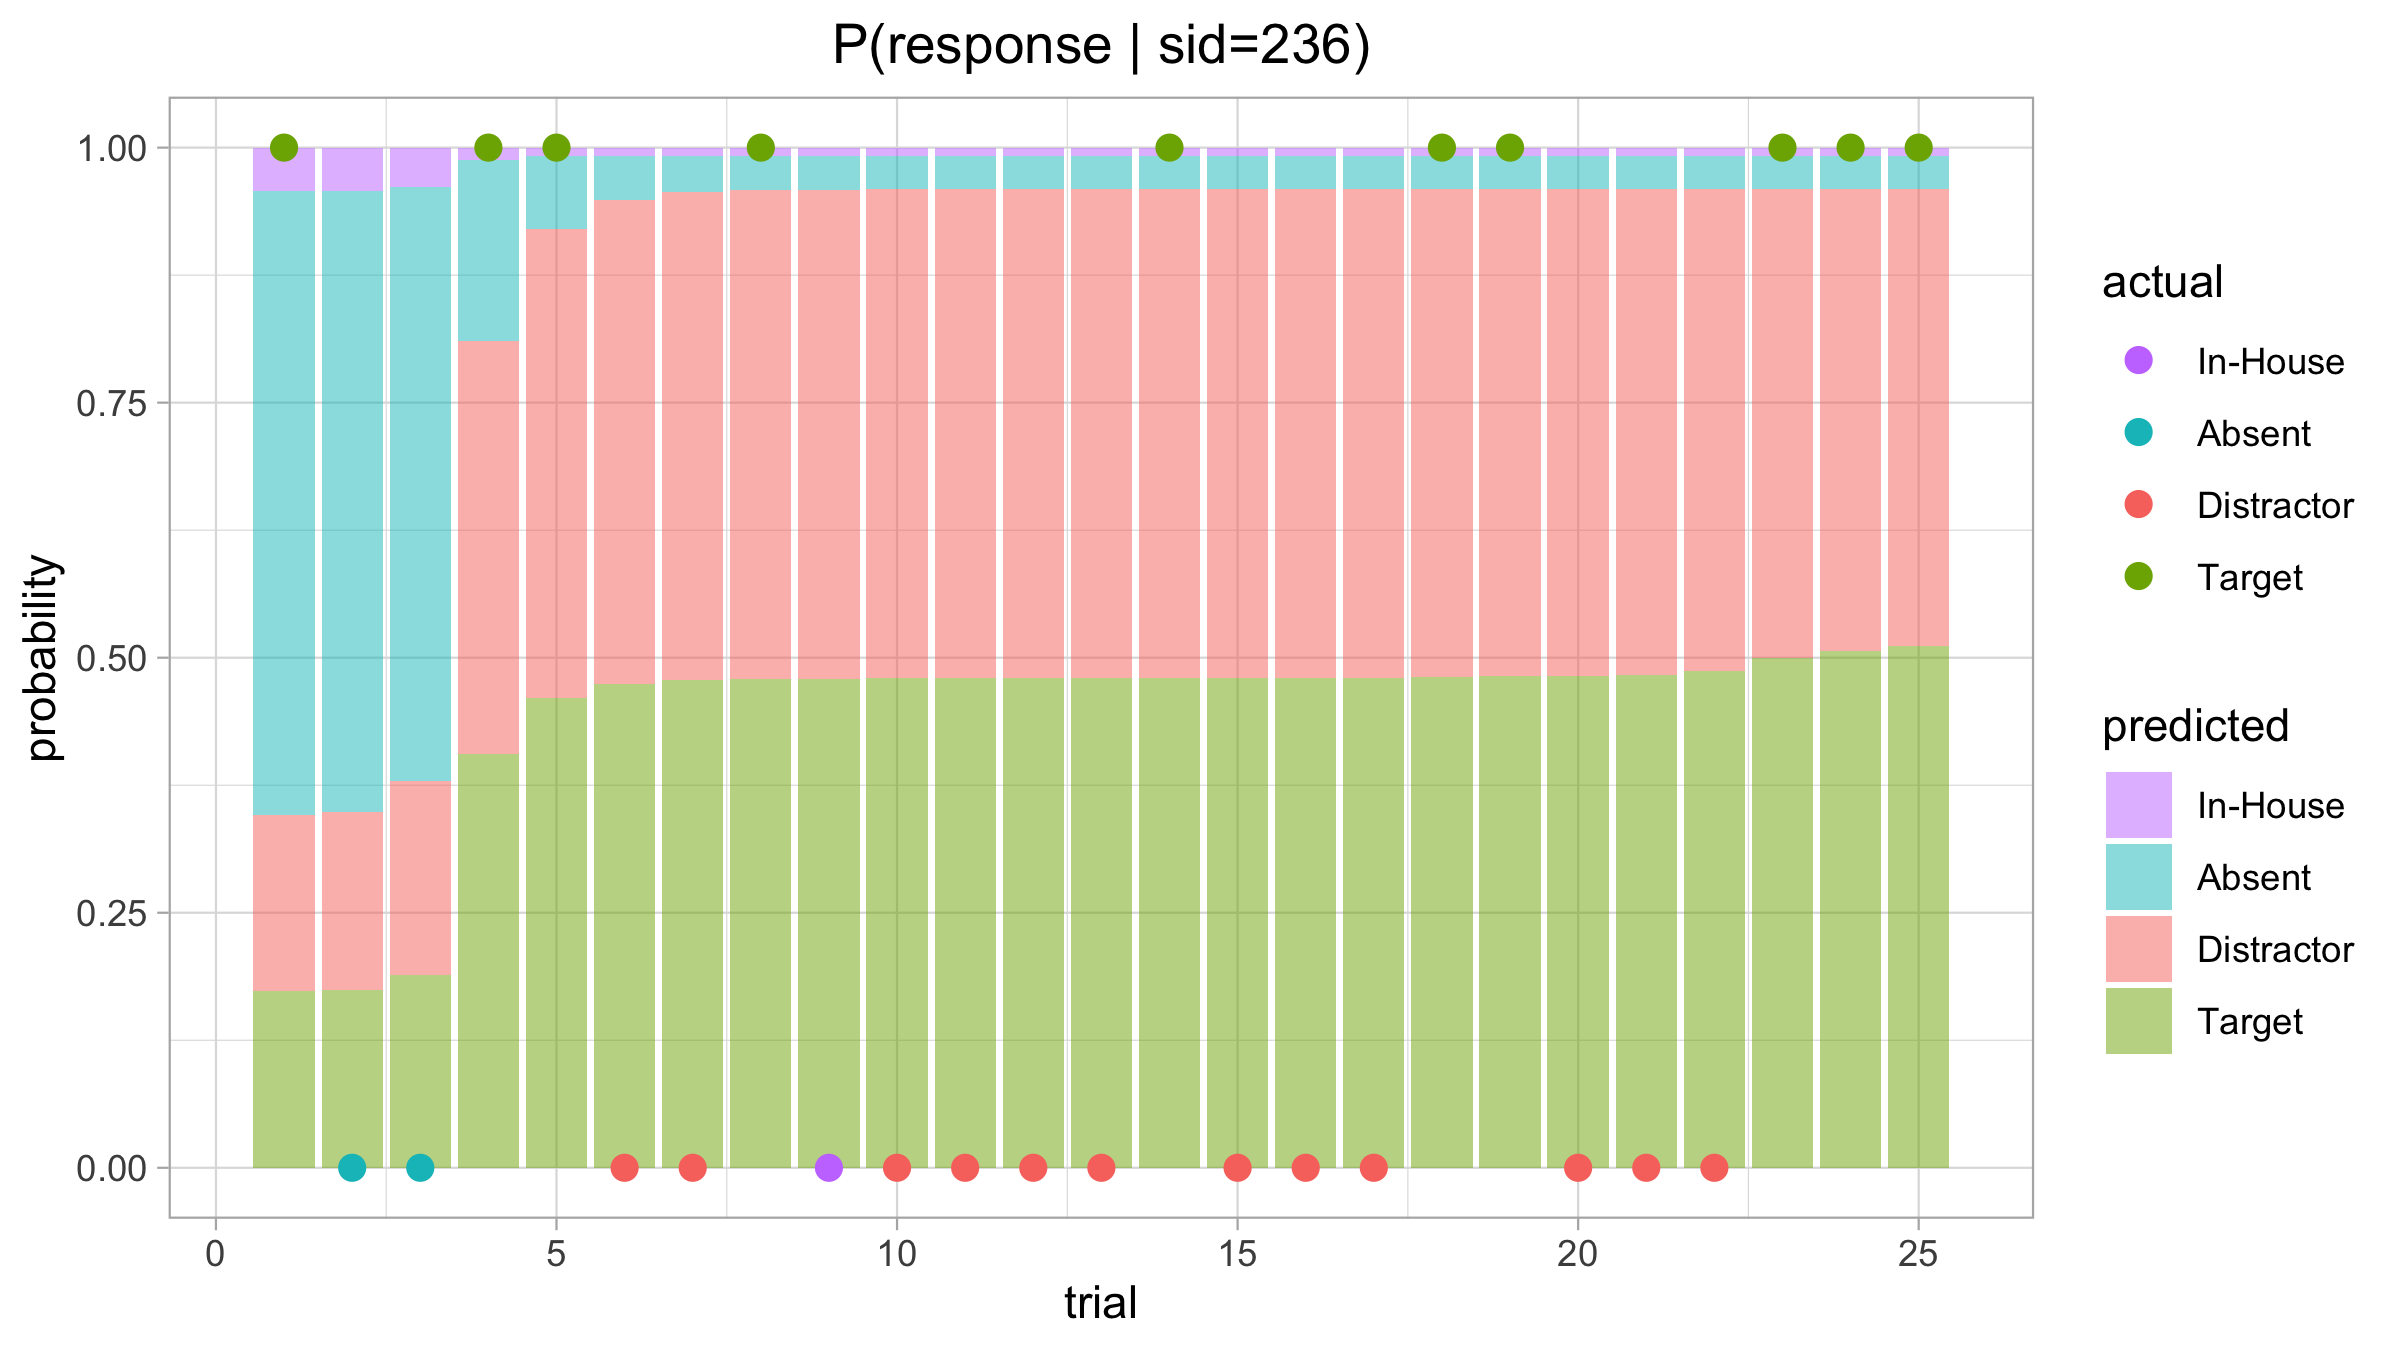 P(response | sid=236)
probability
1.00
0.75
0.50
0.25
0.00
0 5 10 15 20 25
trial
actual
In-House
Absent
Distractor
Target
predicted
In-House
Absent
Distractor
Target